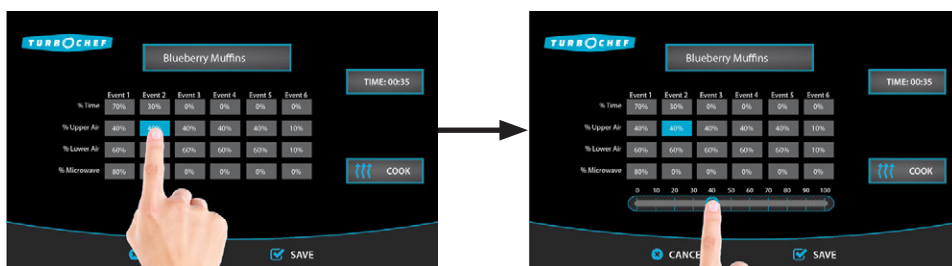 TURBOCHEF
Blueberry Muffins
TIME: 00:35
Event 1 Event 2 Event 3 Event 4 Event 5 Event 6
% Time 70% 30% 0% 0% 0% 0%
% Upper Air 40% 40% 40% 40% 10%
% Lower Air 60% 60% 60% 60% 10%
% Microwave 80% 0% 0% 0% 0%
COOK
SAVE
TURBOCHEF
Blueberry Muffins
TIME: 00:35
Event 1 Event 2 Event 3 Event 4 Event 5 Event 6
% Time 70% 30% 0% 0% 0% 0%
% Upper Air 40% 40% 40% 40% 40% 10%
% Lower Air 60% 60% 60% 60% 60% 10%
% Microwave 80% 0% 0% 0% 0% 0%
COOK
0 10 20 30 40 50 60 70 80 90 100
CANCE
SAVE